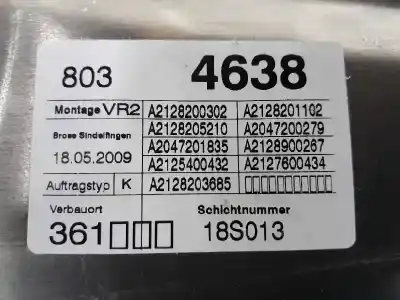 803 4638
Montage VR2 A2128200302 A2128201102
Brose Sindelfingen A2128205210 A2047200279
18.05.2009 A2047201835 A2128900267
A2125400432 A2127600434
Auftragstyp K A2128203685 □□□□□□□□□□□
Verbauort Schichtnummer
361□□□ 18S013